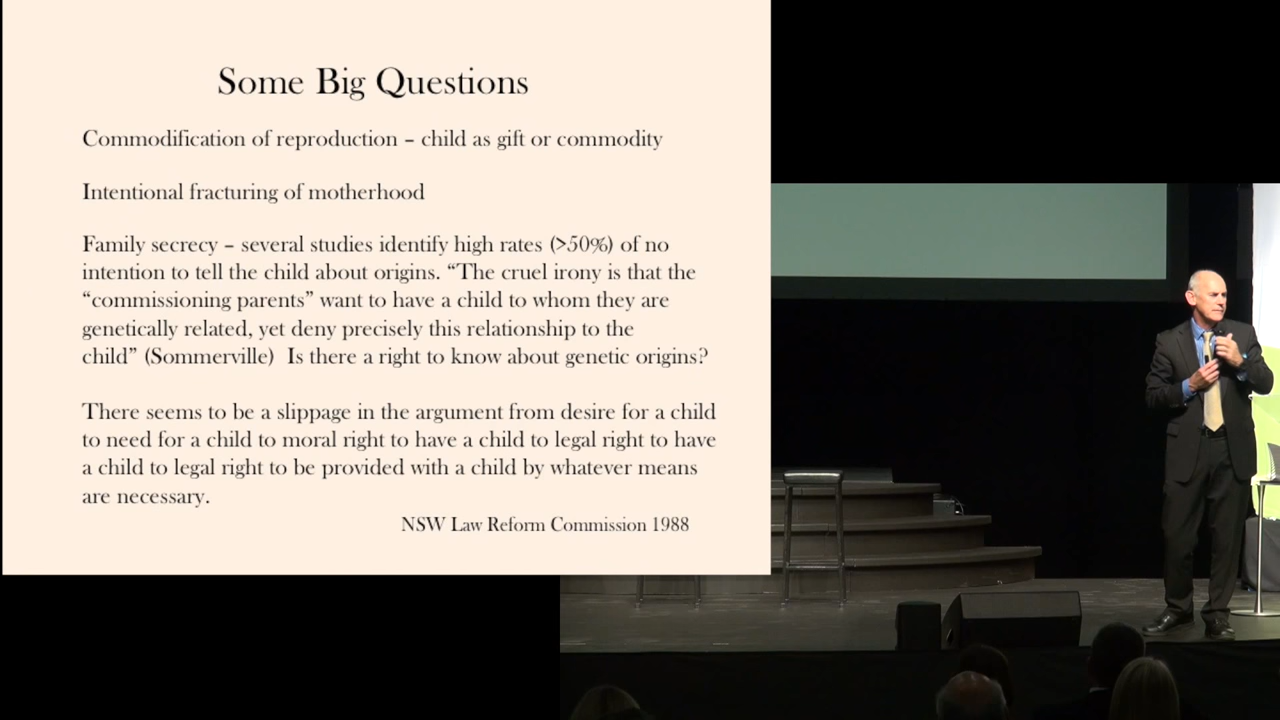 Some Big Questions
Commodification of reproduction – child as gift or commodity
Intentional fracturing of motherhood
Family secrecy – several studies identify high rates (>50%) of no
intention to tell the child about origins. “The cruel irony is that the
“commissioning parents” want to have a child to whom they are
genetically related, yet deny precisely this relationship to the
child” (Sommerville)  Is there a right to know about genetic origins?
There seems to be a slippage in the argument from desire for a child
to need for a child to moral right to have a child to legal right to have
a child to legal right to be provided with a child by whatever means
are necessary.
NSW Law Reform Commission 1988